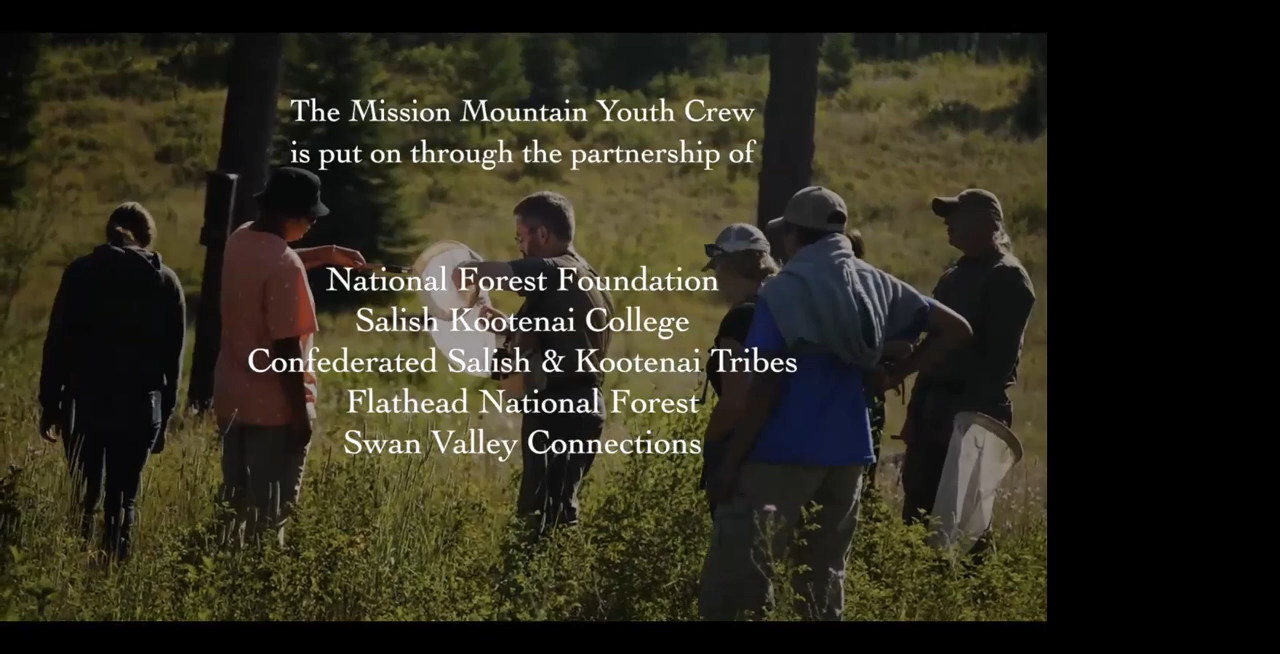 The Mission Mountain Youth Crew
is put on through the partnership of
National Forest Foundation
Salish Kootenai College
Confederated Salish & Kootenai Tribes
Flathead National Forest
Swan Valley Connections